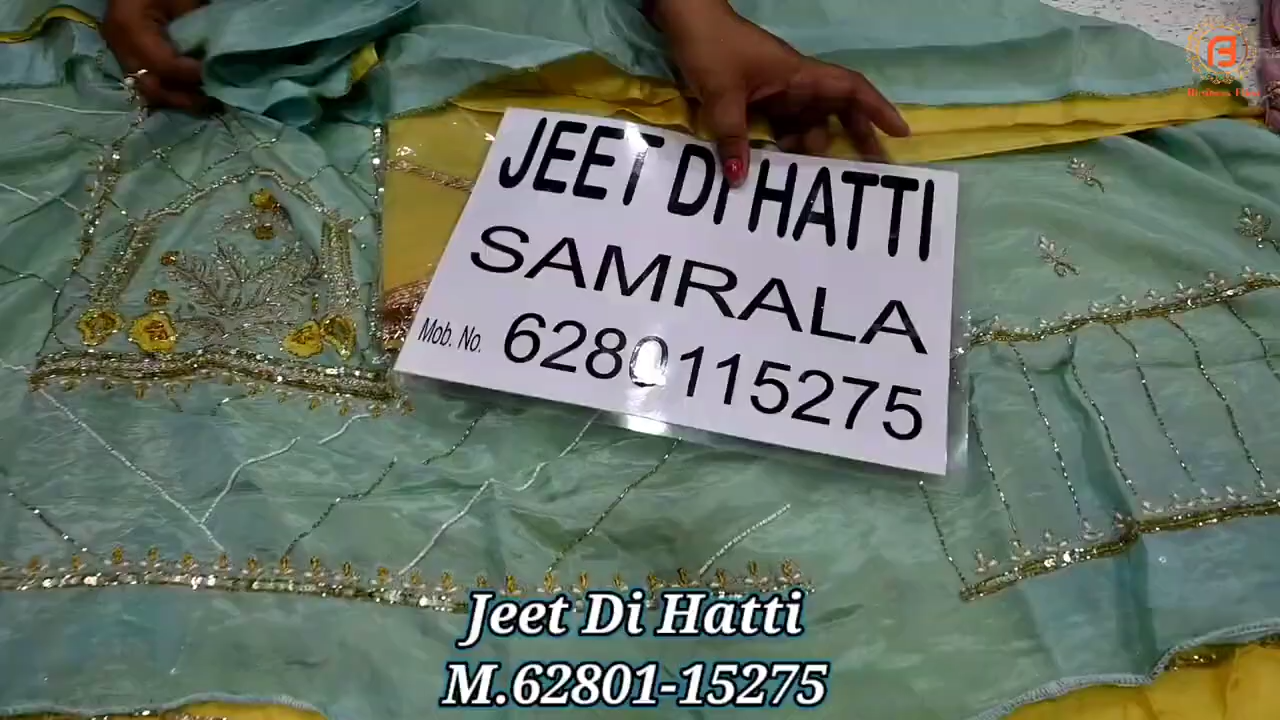 JEET DI HATTI
SAMRALA
Mob. No. 6280115275
Jeet Di Hatti
M.62801-15275